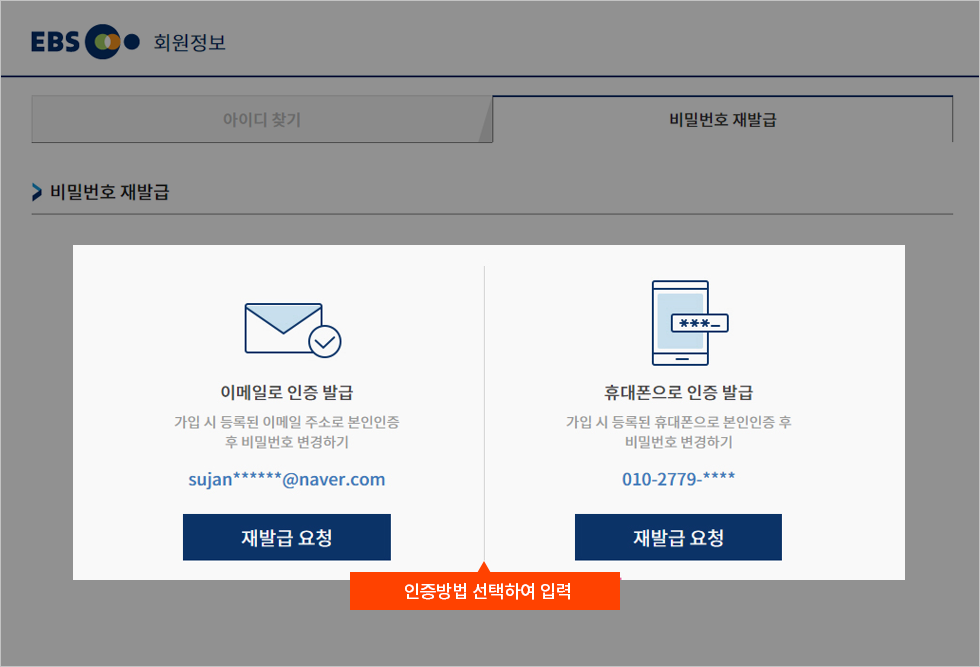 EBS 회원정보
아이디 찾기
비밀번호 재발급
비밀번호 재발급
***_
이메일로 인증 발급
가입 시 등록된 이메일 주소로 본인인증
후 비밀번호 변경하기
sujan******@naver.com
재발급 요청
휴대폰으로 인증 발급
가입 시 등록된 휴대폰으로 본인인증 후
비밀번호 변경하기
010-2779-****
재발급 요청
인증방법 선택하여 입력